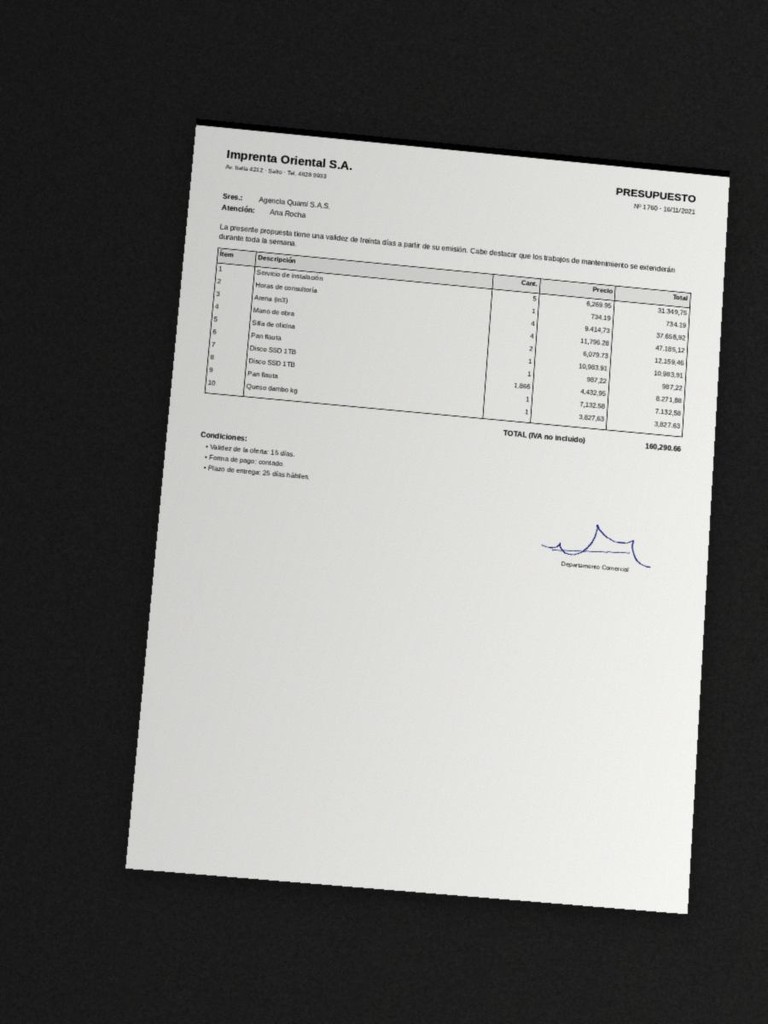 Imprenta Oriental S.A.
Av. Italia 4212 - Salto - Tel. 4928 9903
PRESUPUESTO
Nº 1760 - 16/11/2021
Sres.: Agencia Quamí S.A.S.
Atención: Ana Rocha
La presente propuesta tiene una validez de treinta días a partir de su emisión. Cabe destacar que los trabajos de mantenimiento se extenderán
durante toda la semana.
Ítem Descripción Cant. Precio Total
1 Servicio de instalación 5 6,269.95 31.349,75
2 Horas de consultoría 1 734.19 734.19
3 Arena (m3) 4 9.414,73 37.658,92
4 Mano de obra 4 11,796.28 47.185,12
5 Silla de oficina 2 6,079.73 12.159,46
6 Pan flauta 1 10,983.91 10,983.91
7 Disco SSD 1TB 1 987,22 987,22
8 Disco SSD 1TB 1.866 4,432,95 8.271,88
9 Pan flauta 1 7,132.58 7.132,58
10 Queso dambo kg 1 3,827,63 3,827.63
TOTAL (IVA no incluido) 160,290.66
Condiciones:
• Validez de la oferta: 15 días.
• Forma de pago: contado.
• Plazo de entrega: 25 días hábiles.
Departamento Comercial